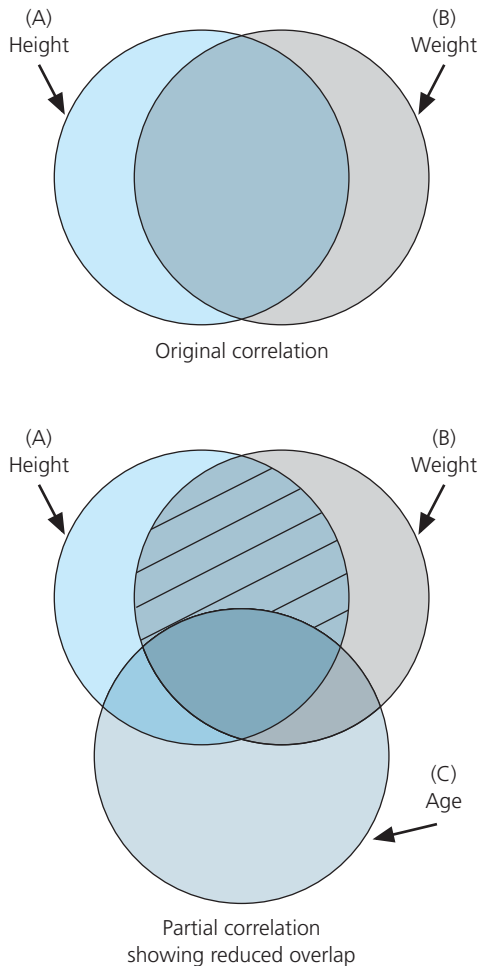 (A)
Height
(B)
Weight
Original correlation
(A)
Height
(B)
Weight
(C)
Age
Partial correlation
showing reduced overlap